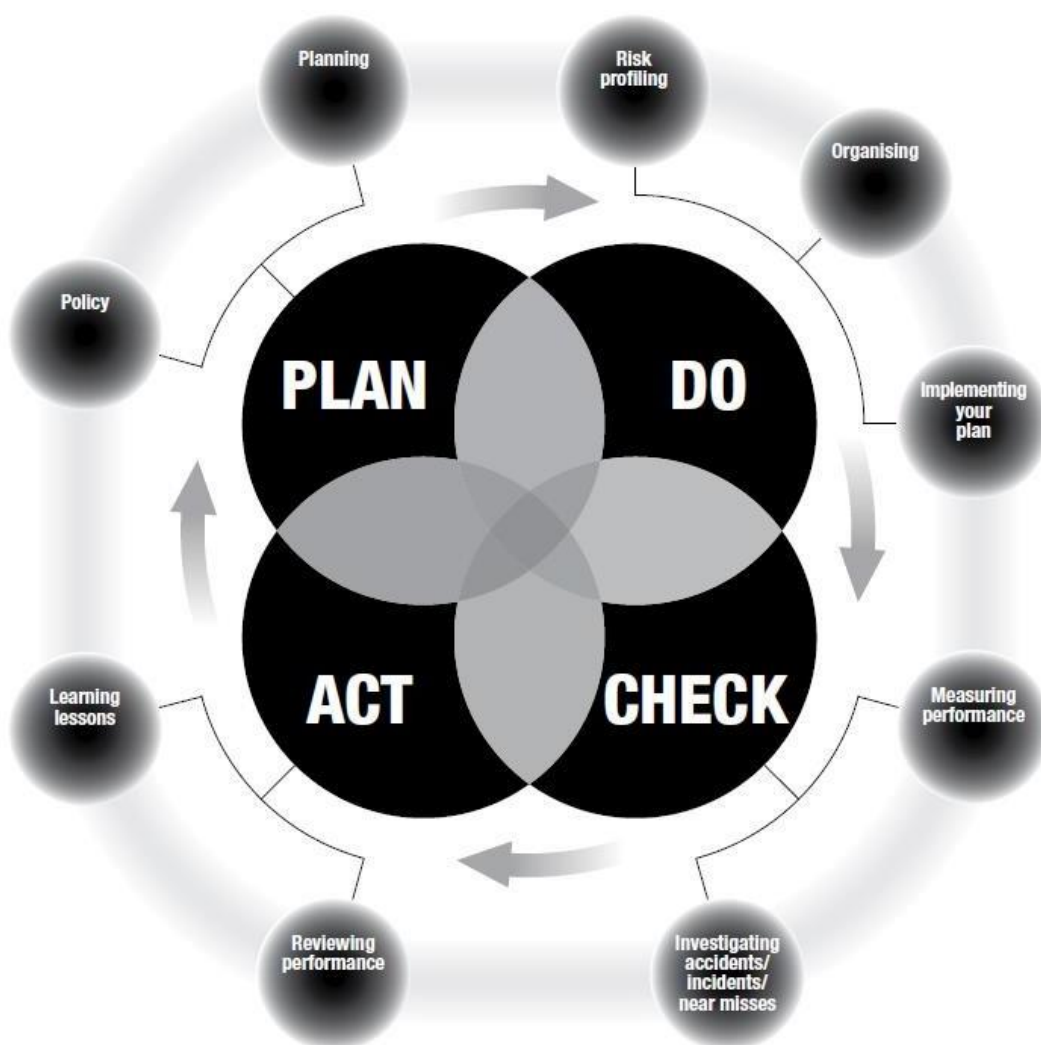 Planning
Risk
profiling
Organising
Policy
PLAN
DO
Implementing
your
plan
Learning
lessons
ACT
CHECK
Measuring
performance
Reviewing
performance
Investigating
accidents/
incidents/
near misses